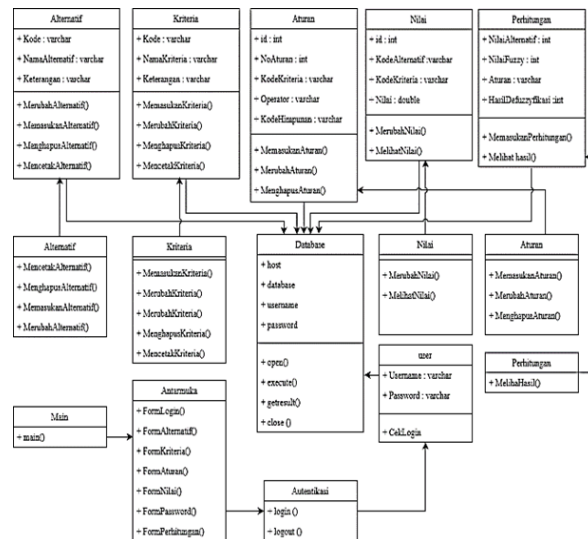 Alternatif
+ Kode : varchar
+ NamaAlternatif : varchar
+ Keterangan : varchar
+ MerubahAlternatif()
+ MemasukanAlternatif()
+ MenghapusAlternatif()
+ MencetakAlternatif()
Kriteria
+ Kode : varchar
+ NamaKriteria : varchar
+ Keterangan : varchar
+ MemasukanKriteria()
+ MerubahKriteria()
+ MenghapusKriteria()
+ MencetakKriteria()
Aturan
+ id : int
+ NoAturan : int
+ KodeKriteria : varchar
+ Operator : varchar
+ KodeHimpunan : varchar
+ MemasukanAturan()
+ MerubahAturan()
+ MenghapusAturan()
Nilai
+ id : int
+ KodeAlternatif :varchar
+ KodeKriteria : varchar
+ Nilai : double
+ MerubahNilai()
+ MelihatNilai()
Perhitungan
+ NilaiAlternatif : int
+ NilaiFuzzy : int
+ Aturan : varchar
+ HasilDefuzzyfikasi :int
+ MemasukanPerhitungan()
+ Melihat hasil()
Alternatif
+ MencetakAlternatif()
+ MenghapusAlternatif()
+ MemasukanAlternatif()
+ MerubahAlternatif()
Kriteria
+ MemasukanKriteria()
+ MerubahKriteria()
+ MerubahKriteria()
+ MenghapusKriteria()
+ MencetakKriteria()
Database
+ host
+ database
+ username
+ password
+ open()
+ execute()
+ getresult()
+ close ()
Nilai
+ MerubahNilai()
+ MelihatNilai()
Aturan
+ MemasukanAturan()
+ MerubahAturan()
+ MenghapusAturan()
user
+ Username : varchar
+ Password : varchar
+ CekLogin
Perhitungan
+ MelihaHasil()
Main
+ main()
Antarmuka
+ FormLogin()
+ FormAlternatif()
+ FormKriteria()
+ FormAturan()
+ FormNilai()
+ FormPassword()
+ FormPerhitungan()
Autentikasi
+ login ()
+ logout ()